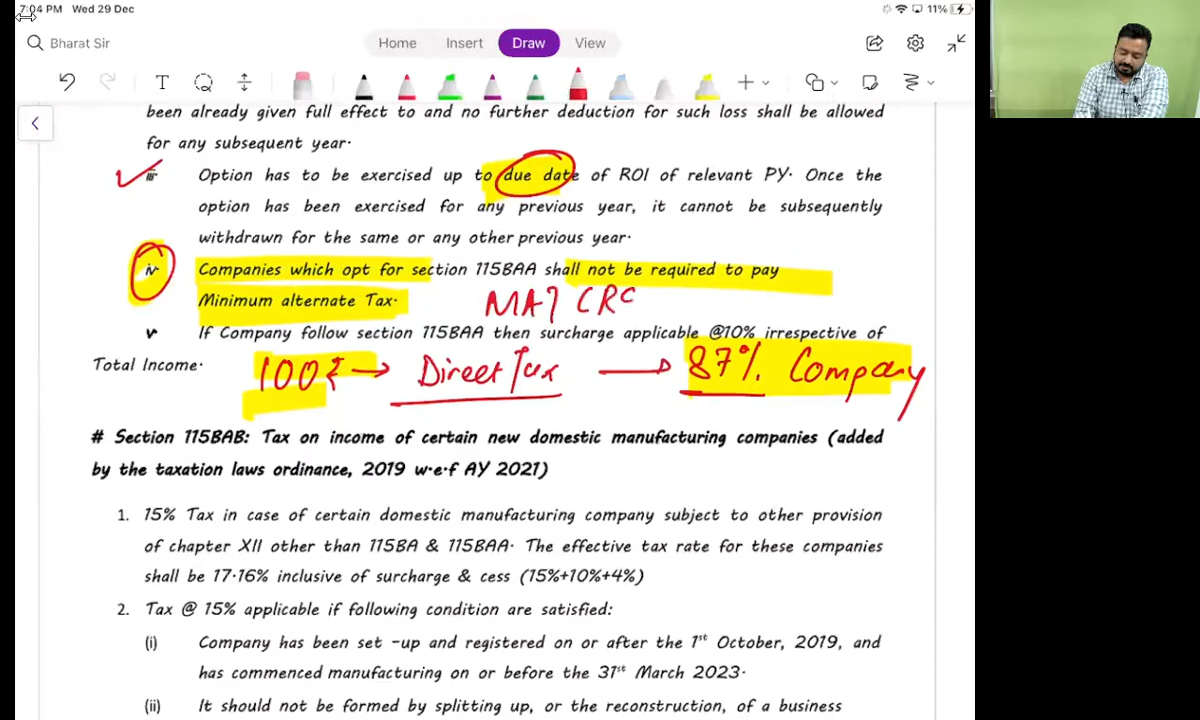 7:04 PM Wed 29 Dec
11%
Bharat Sir
Home Insert Draw View
T
been already given full effect to and no further deduction for such loss shall be allowed
for any subsequent year.
iii Option has to be exercised up to due date of ROI of relevant PY. Once the
option has been exercised for any previous year, it cannot be subsequently
withdrawn for the same or any other previous year.
iv Companies which opt for section 115BAA shall not be required to pay
Minimum alternate Tax.
MAT CRC
v If Company follow section 115BAA then surcharge applicable @10% irrespective of
Total Income.
100₹ → Direct Tax → 87% Company
# Section 115BAB: Tax on income of certain new domestic manufacturing companies (added
by the taxation laws ordinance, 2019 w.e.f AY 2021)
1. 15% Tax in case of certain domestic manufacturing company subject to other provision
of chapter XII other than 115BA & 115BAA. The effective tax rate for these companies
shall be 17.16% inclusive of surcharge & cess (15%+10%+4%)
2. Tax @ 15% applicable if following condition are satisfied:
(i) Company has been set -up and registered on or after the 1st October, 2019, and
has commenced manufacturing on or before the 31st March 2023.
(ii) It should not be formed by splitting up, or the reconstruction, of a business